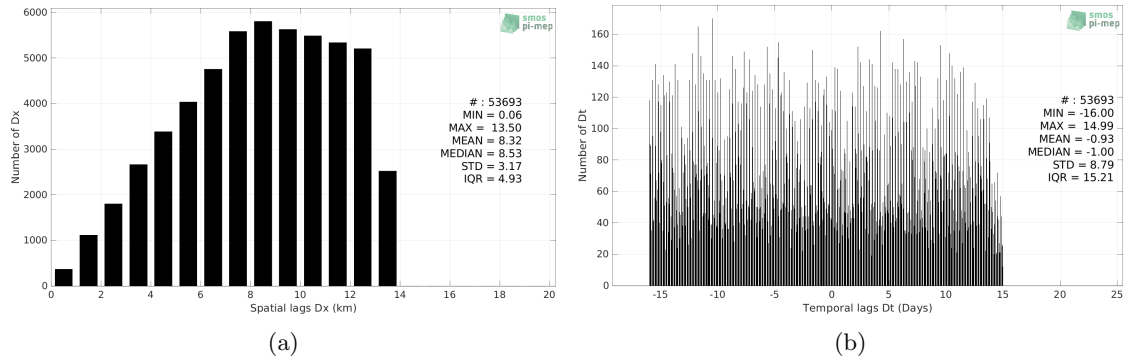 6000
5000
4000
3000
2000
1000
0
Number of Dx
smos
pi-mep
# : 53693
MIN = 0.06
MAX = 13.50
MEAN = 8.32
MEDIAN = 8.53
STD = 3.17
IQR = 4.93
0 2 4 6 8 10 12 14 16 18 20
Spatial lags Dx (km)
(a)
160
140
120
100
80
60
40
20
0
Number of Dt
smos
pi-mep
# : 53693
MIN = -16.00
MAX = 14.99
MEAN = -0.93
MEDIAN = -1.00
STD = 8.79
IQR = 15.21
-15 -10 -5 0 5 10 15 20 25
Temporal lags Dt (Days)
(b)